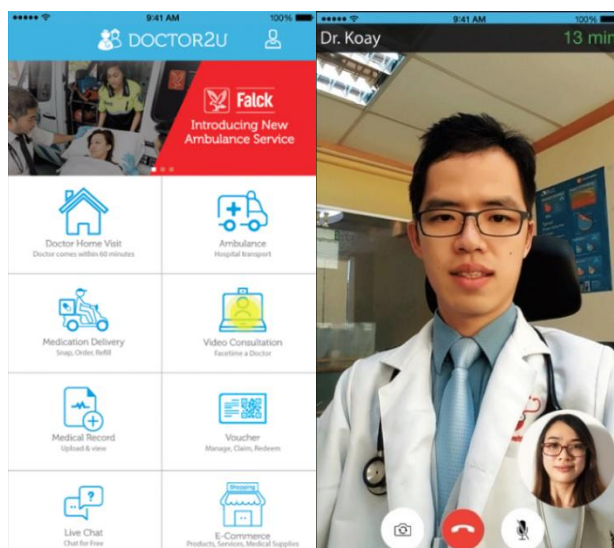 9:41 AM
100%
DOCTOR2U
Falck
Introducing New
Ambulance Service
Doctor Home Visit
Doctor comes within 60 minutes
Ambulance
Hospital transport
Medication Delivery
Snap, Order, Refill
Video Consultation
Facetime a Doctor
Medical Record
Upload & view
Voucher
Manage, Claim, Redeem
Live Chat
Chat for Free
Shopping
E-Commerce
Products, Services, Medical Supplies
9:41 AM
100%
Dr. Koay
13 min